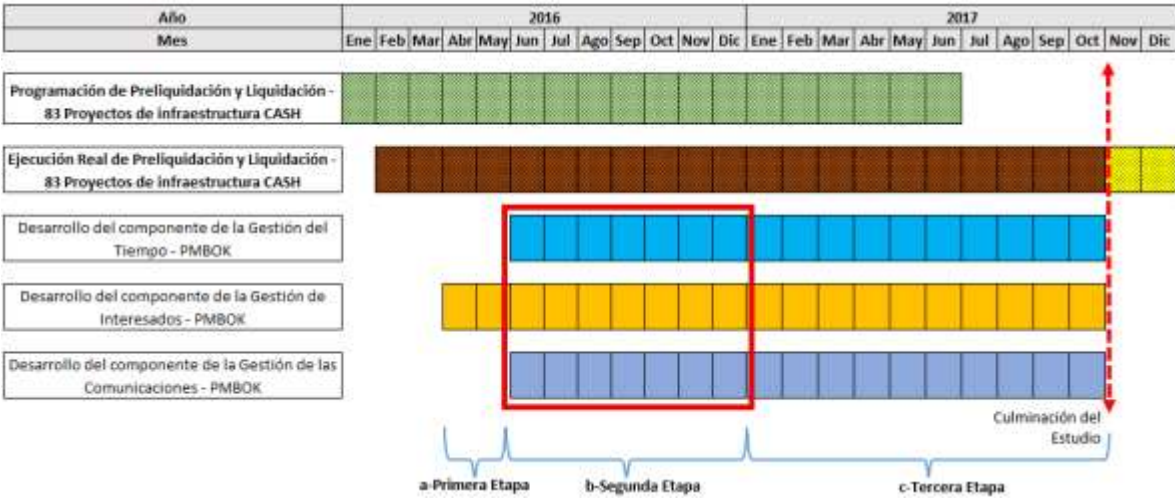 Año 2016 2017
Mes Ene Feb Mar Abr May Jun Jul Ago Sep Oct Nov Dic Ene Feb Mar Abr May Jun Jul Ago Sep Oct Nov Dic
Programación de Preliquidación y Liquidación -
83 Proyectos de infraestructura CASH
Ejecución Real de Preliquidación y Liquidación -
83 Proyectos de infraestructura CASH
Desarrollo del componente de la Gestión del
Tiempo - PMBOK
Desarrollo del componente de la Gestión de
Interesados - PMBOK
Desarrollo del componente de la Gestión de las
Comunicaciones - PMBOK
Culminación del
Estudio
a-Primera Etapa b-Segunda Etapa c-Tercera Etapa